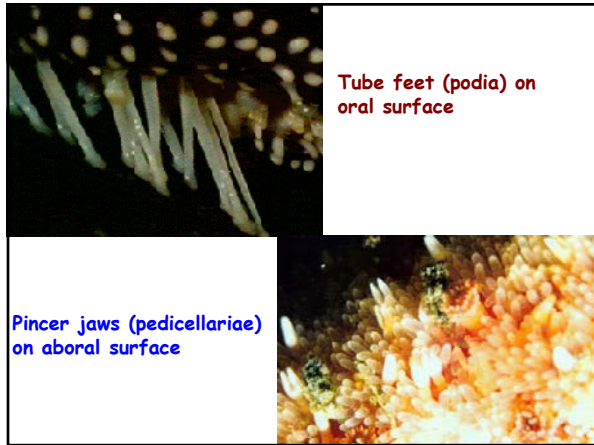 Tube feet (podia) on
oral surface
Pincer jaws (pedicellariae)
on aboral surface